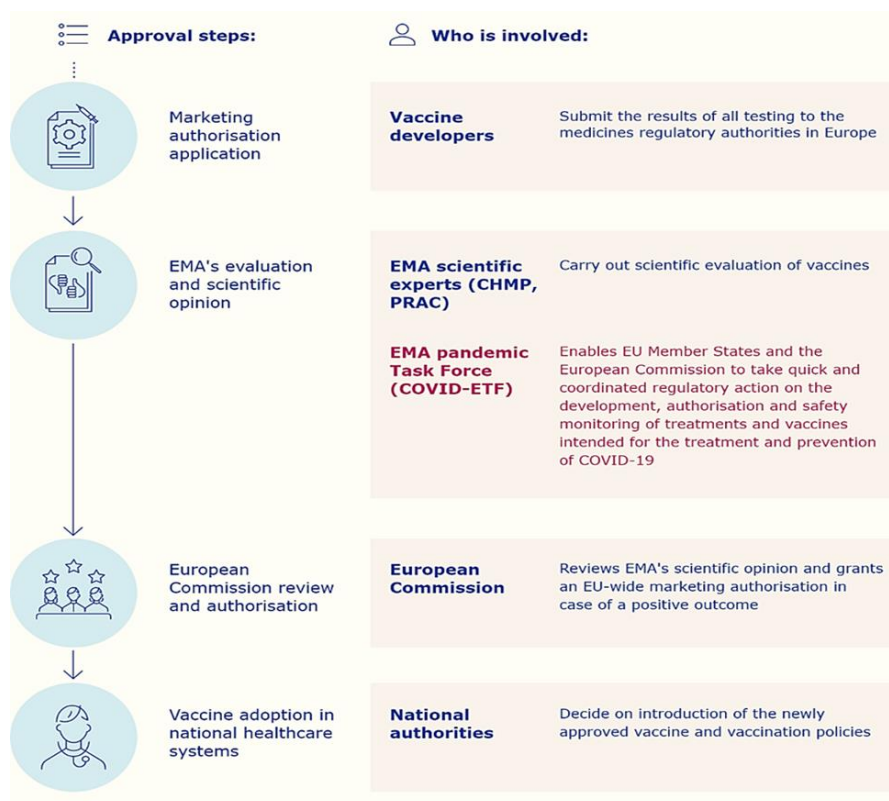 Approval steps:
Who is involved:
Marketing
authorisation
application
Vaccine
developers
Submit the results of all testing to the
medicines regulatory authorities in Europe
EMA's evaluation
and scientific
opinion
EMA scientific
experts (CHMP,
PRAC)
Carry out scientific evaluation of vaccines
EMA pandemic
Task Force
(COVID-ETF)
Enables EU Member States and the
European Commission to take quick and
coordinated regulatory action on the
development, authorisation and safety
monitoring of treatments and vaccines
intended for the treatment and prevention
of COVID-19
European
Commission review
and authorisation
European
Commission
Reviews EMA's scientific opinion and grants
an EU-wide marketing authorisation in
case of a positive outcome
Vaccine adoption in
national healthcare
systems
National
authorities
Decide on introduction of the newly
approved vaccine and vaccination policies